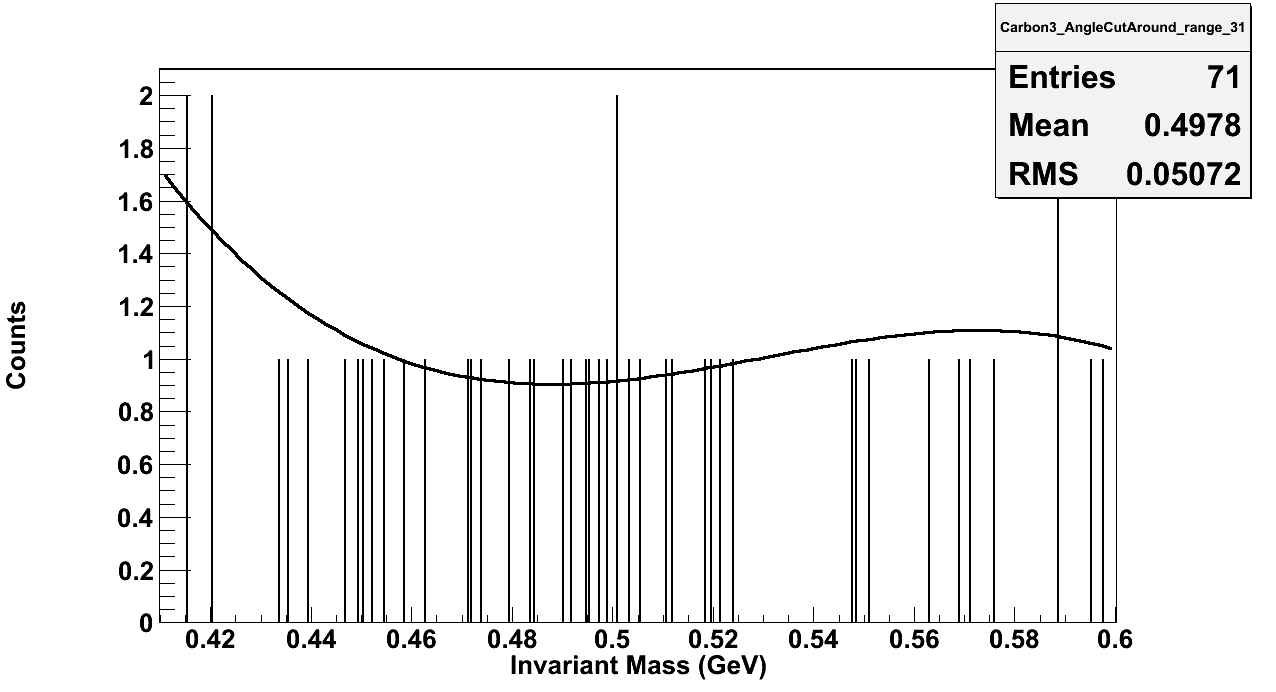 Carbon3_AngleCutAround_range_31
Entries 71
Mean 0.4978
RMS 0.05072
Counts
2
1.8
1.6
1.4
1.2
1
0.8
0.6
0.4
0.2
0
0.42 0.44 0.46 0.48 0.5 0.52 0.54 0.56 0.58 0.6
Invariant Mass (GeV)